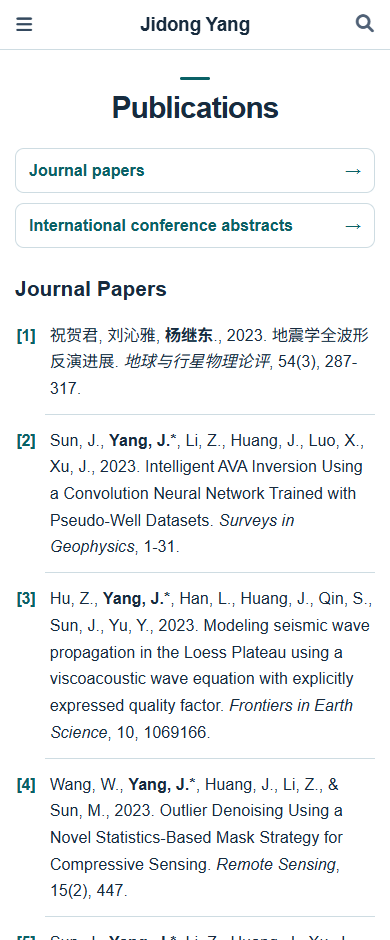 Jidong Yang
Publications
Journal papers →
International conference abstracts →
Journal Papers
[1] 祝贺君, 刘沁雅, 杨继东., 2023. 地震学全波形
反演进展. 地球与行星物理论评, 54(3), 287-
317.
[2] Sun, J., Yang, J.*, Li, Z., Huang, J., Luo, X.,
Xu, J., 2023. Intelligent AVA Inversion Using
a Convolution Neural Network Trained with
Pseudo-Well Datasets. Surveys in
Geophysics, 1-31.
[3] Hu, Z., Yang, J.*, Han, L., Huang, J., Qin, S.,
Sun, J., Yu, Y., 2023. Modeling seismic wave
propagation in the Loess Plateau using a
viscoacoustic wave equation with explicitly
expressed quality factor. Frontiers in Earth
Science, 10, 1069166.
[4] Wang, W., Yang, J.*, Huang, J., Li, Z., &
Sun, M., 2023. Outlier Denoising Using a
Novel Statistics-Based Mask Strategy for
Compressive Sensing. Remote Sensing,
15(2), 447.
[5] Sun, J., Yang, J.*, Li, Z., Huang, J., Xu, J.,